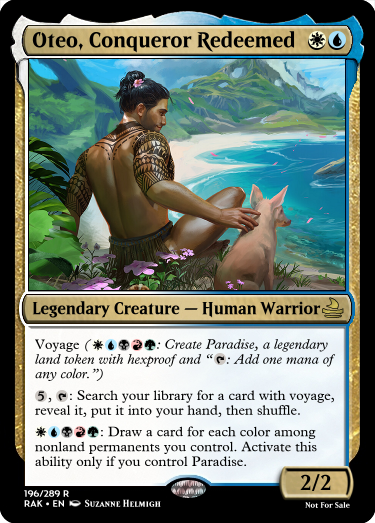 Oteo, Conqueror Redeemed
Legendary Creature — Human Warrior
Voyage (: Create Paradise, a legendary
land token with hexproof and “: Add one mana of
any color.”)
5, : Search your library for a card with voyage,
reveal it, put it into your hand, then shuffle.
: Draw a card for each color among
nonland permanents you control. Activate this
ability only if you control Paradise.
2/2
196/289 R
RAK • EN Suzanne Helmigh
Not For Sale